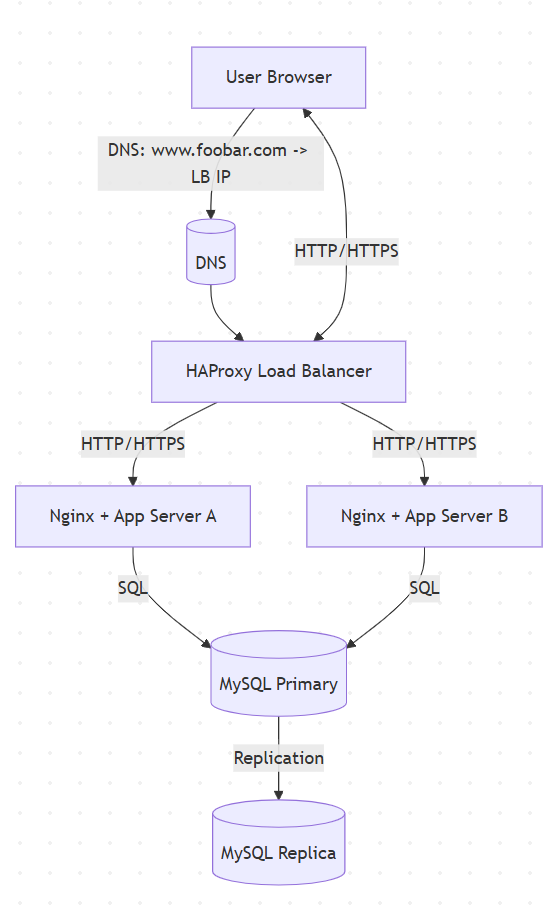 User Browser
DNS: www.foobar.com ->
LB IP
DNS
HTTP/HTTPS
HAProxy Load Balancer
HTTP/HTTPS
HTTP/HTTPS
Nginx + App Server A
Nginx + App Server B
SQL
SQL
MySQL Primary
Replication
MySQL Replica